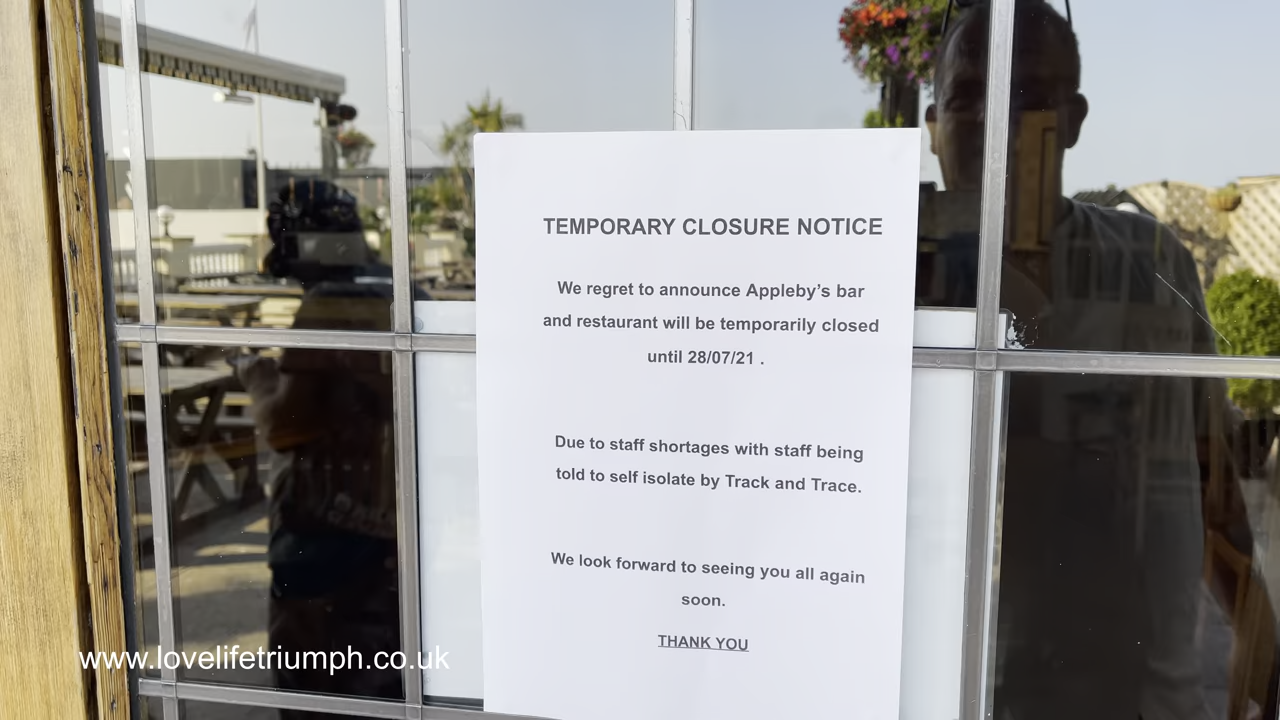 TEMPORARY CLOSURE NOTICE
We regret to announce Appleby’s bar
and restaurant will be temporarily closed
until 28/07/21 .
Due to staff shortages with staff being
told to self isolate by Track and Trace.
We look forward to seeing you all again
soon.
THANK YOU
www.lovelifetriumph.co.uk